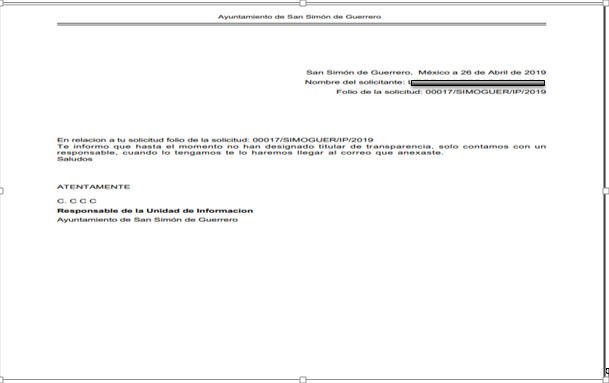 Ayuntamiento de San Simón de Guerrero
San Simón de Guerrero, México a 26 de Abril de 2019
Nombre del solicitante:
Folio de la solicitud: 00017/SIMOGUER/IP/2019
En relacion a tu solicitud folio de la solicitud: 00017/SIMOGUER/IP/2019
Te informo que hasta el momento no han designado titular de transparencia, solo contamos con un
responsable, cuando lo tengamos te lo haremos llegar al correo que anexaste.
Saludos
ATENTAMENTE
C. C C C
Responsable de la Unidad de Informacion
Ayuntamiento de San Simón de Guerrero